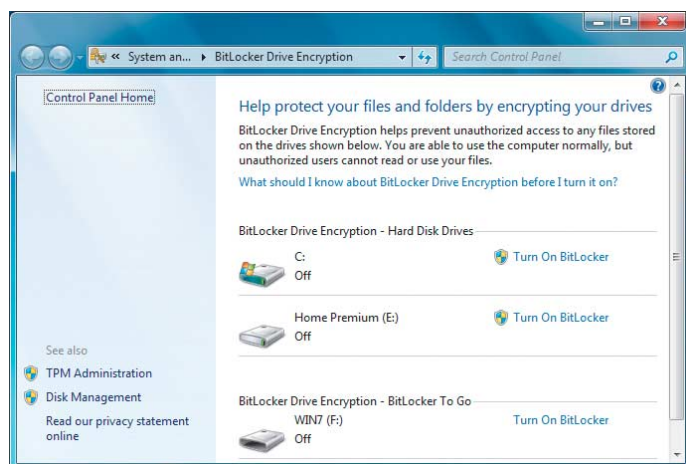 « System an... ▸ BitLocker Drive Encryption
Search Control Panel
Control Panel Home
Help protect your files and folders by encrypting your drives
BitLocker Drive Encryption helps prevent unauthorized access to any files stored
on the drives shown below. You are able to use the computer normally, but
unauthorized users cannot read or use your files.
What should I know about BitLocker Drive Encryption before I turn it on?
BitLocker Drive Encryption - Hard Disk Drives
C:
Off
Turn On BitLocker
Home Premium (E:)
Off
Turn On BitLocker
See also
TPM Administration
Disk Management
Read our privacy statement
online
BitLocker Drive Encryption - BitLocker To Go
WIN7 (F:)
Off
Turn On BitLocker